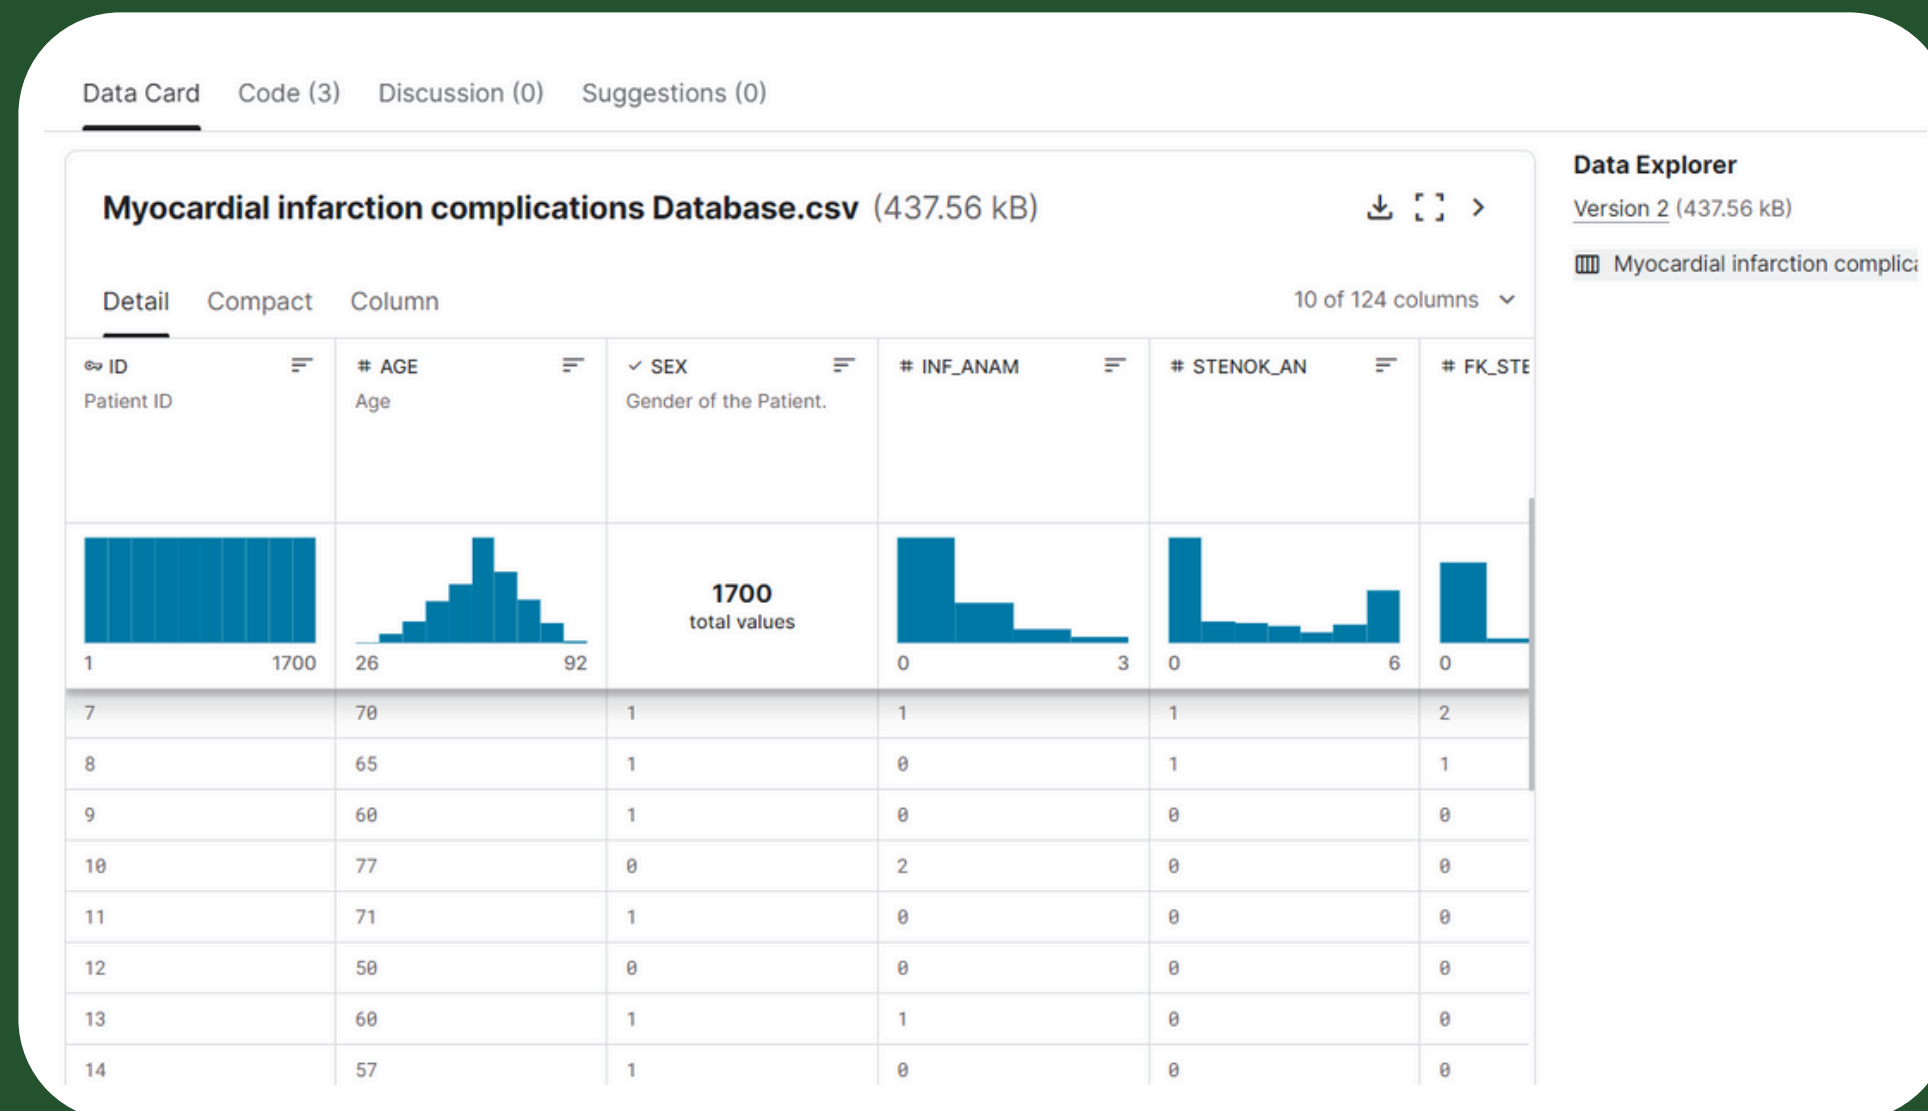 Data Card Code (3) Discussion (0) Suggestions (0)
Myocardial infarction complications Database.csv (437.56 kB)
Data Explorer
Version 2 (437.56 kB)
Myocardial infarction complica
Detail Compact Column 10 of 124 columns
ID # AGE SEX # INF_ANAM # STENOK_AN # FK_STE
Patient ID Age Gender of the Patient.
1700
total values
1 1700 26 92 0 3 0 6 0
7 70 1 1 1 2
8 65 1 0 1 1
9 60 1 0 0 0
10 77 0 2 0 0
11 71 1 0 0 0
12 50 0 0 0 0
13 60 1 1 0 0
14 57 1 0 0 0